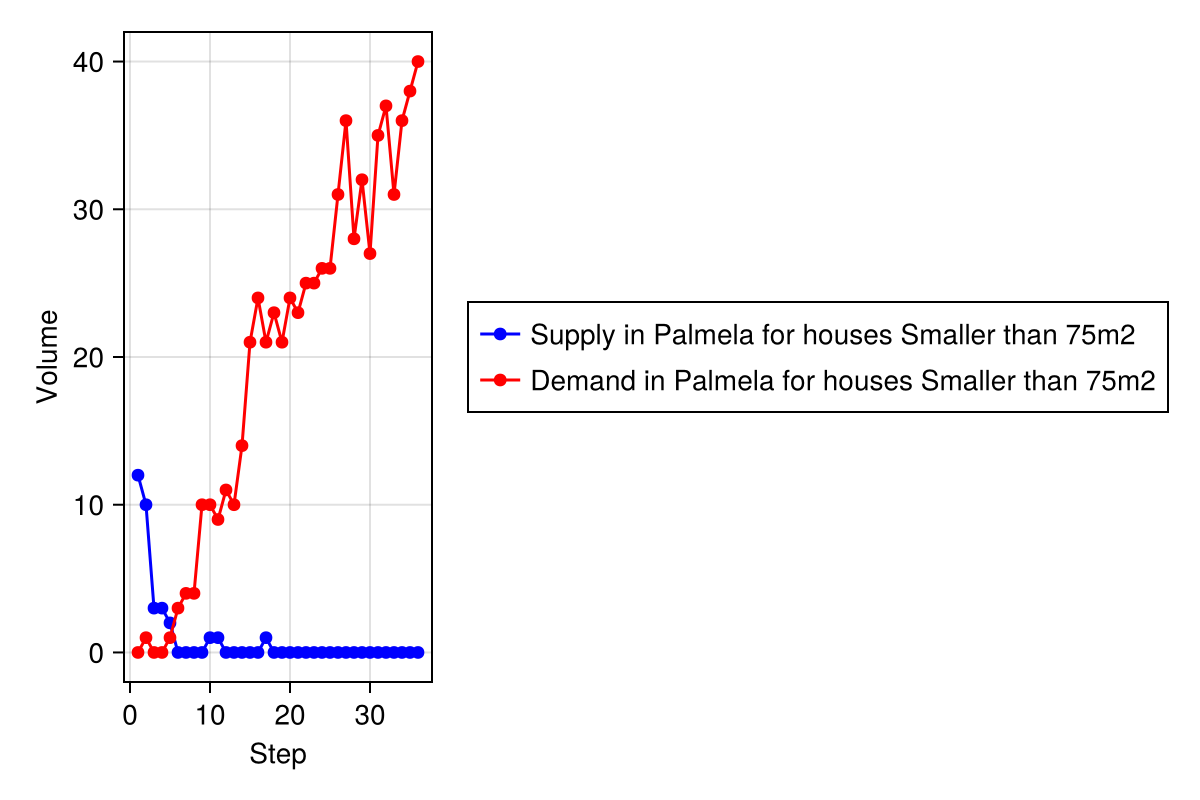 40
30
20
10
0
Volume
0 10 20 30
Step
Supply in Palmela for houses Smaller than 75m2
Demand in Palmela for houses Smaller than 75m2